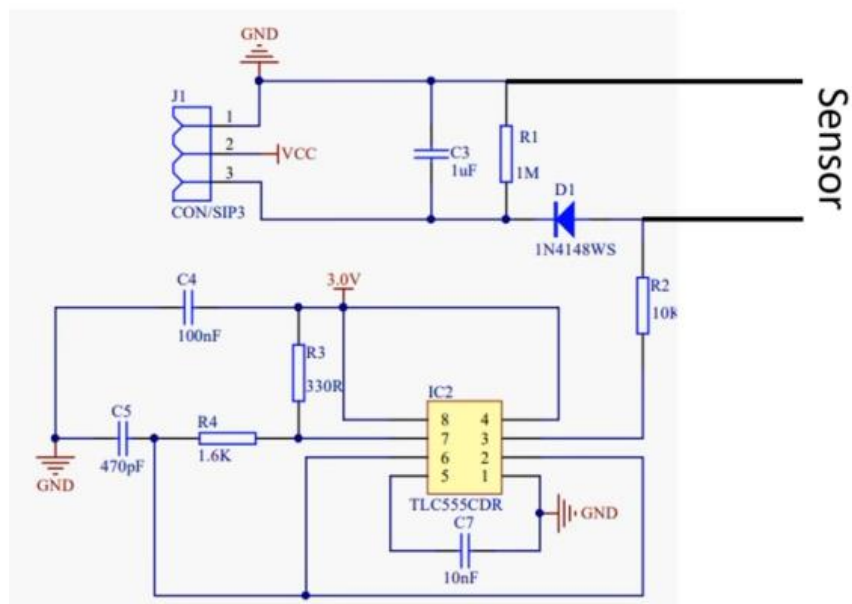 GND
J1
1
2
VCC
3
CON/SIP3
C3
1uF
R1
1M
D1
1N4148WS
Sensor
C4
100nF
3.0V
R2
10K
R3
330R
IC2
C5
470pF
R4
1.6K
8
4
7
3
6
2
5
1
GND
TLC555CDR
C7
10nF
GND